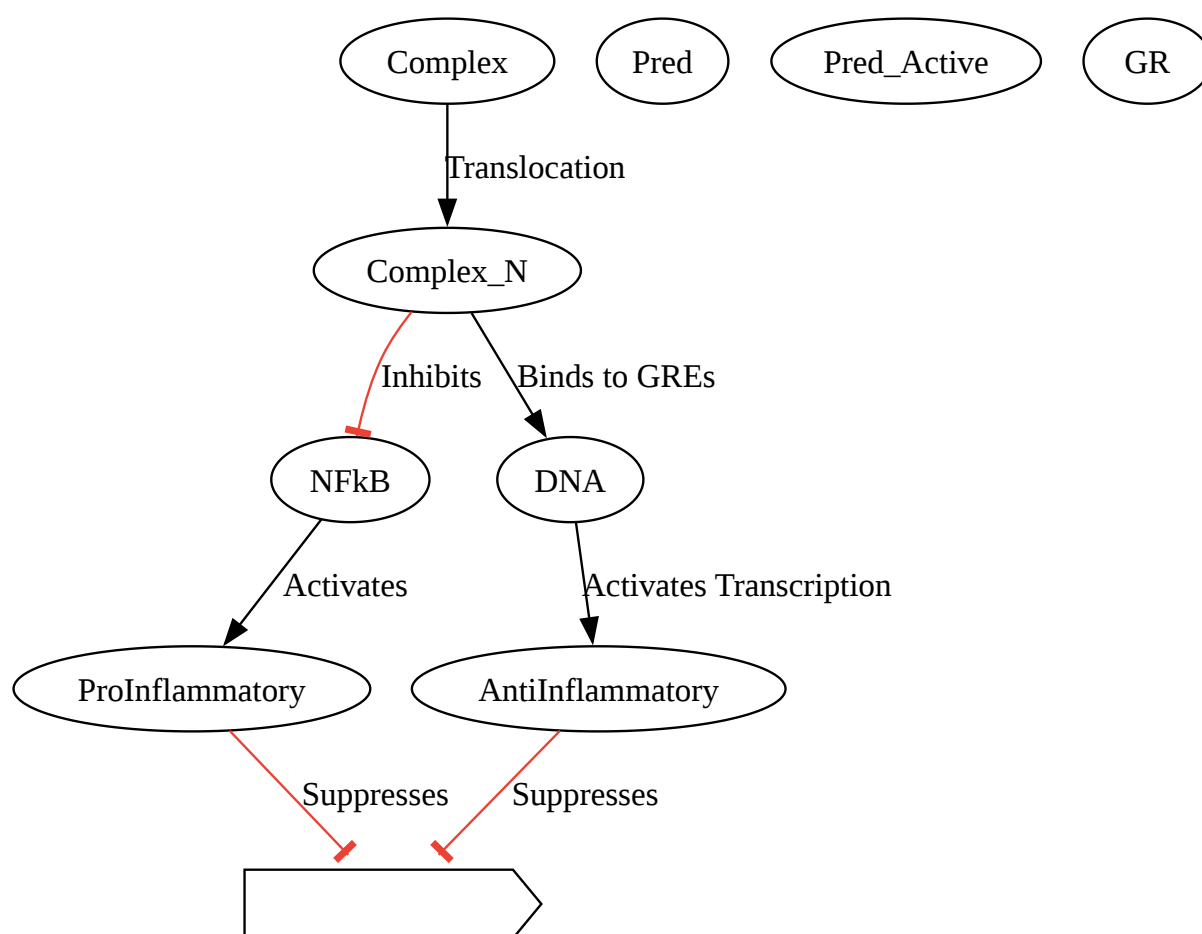 Complex
Pred
Pred_Active
GR
Translocation
Complex_N
Inhibits
Binds to GREs
NFkB
DNA
Activates
Activates Transcription
ProInflammatory
AntiInflammatory
Suppresses
Suppresses